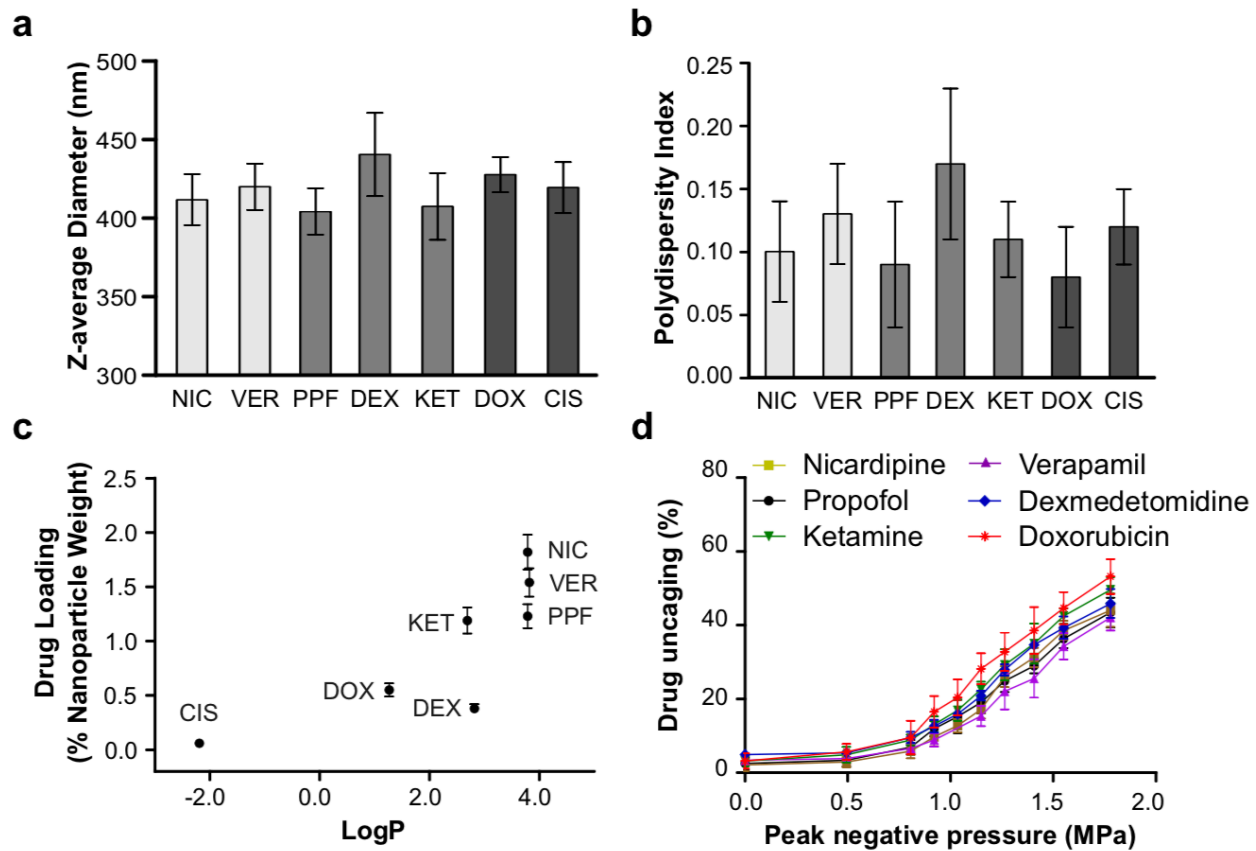 a
Z-average Diameter (nm)
500
450
400
350
300
NIC VER PPF DEX KET DOX CIS
b
Polydispersity Index
0.25
0.20
0.15
0.10
0.05
0.00
NIC VER PPF DEX KET DOX CIS
c
Drug Loading
(% Nanoparticle Weight)
2.5
2.0
1.5
1.0
0.5
0.0
NIC
VER
KET PPF
DOX
DEX
CIS
-2.0 0.0 2.0 4.0
LogP
d
Drug uncaging (%)
80
60
40
20
0
Nicardipine Verapamil
Propofol Dexmedetomidine
Ketamine Doxorubicin
0.0 0.5 1.0 1.5 2.0
Peak negative pressure (MPa)